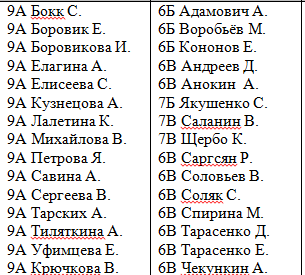 9А Бокк С.
9А Боровик Е.
9А Боровикова И.
9А Елагина А.
9А Елисеева С.
9А Кузнецова А.
9А Лалетина К.
9А Михайлова В.
9А Петрова Я.
9А Савина А.
9А Сергеева В.
9А Тарских А.
9А Тиляткина А.
9А Уфимцева Е.
9А Крючкова В.
6Б Адамович А.
6Б Воробьёв М.
6Б Кононов Е.
6В Андреев Д.
6В Анокин А.
7Б Якушенко С.
7В Саланин В.
7В Щербо К.
6В Саргсян Р.
6В Соловьев В.
6В Соляк С.
6В Спирина М.
6В Тарасенко Д.
6В Тарасенко Е.
6В Чекункин А.